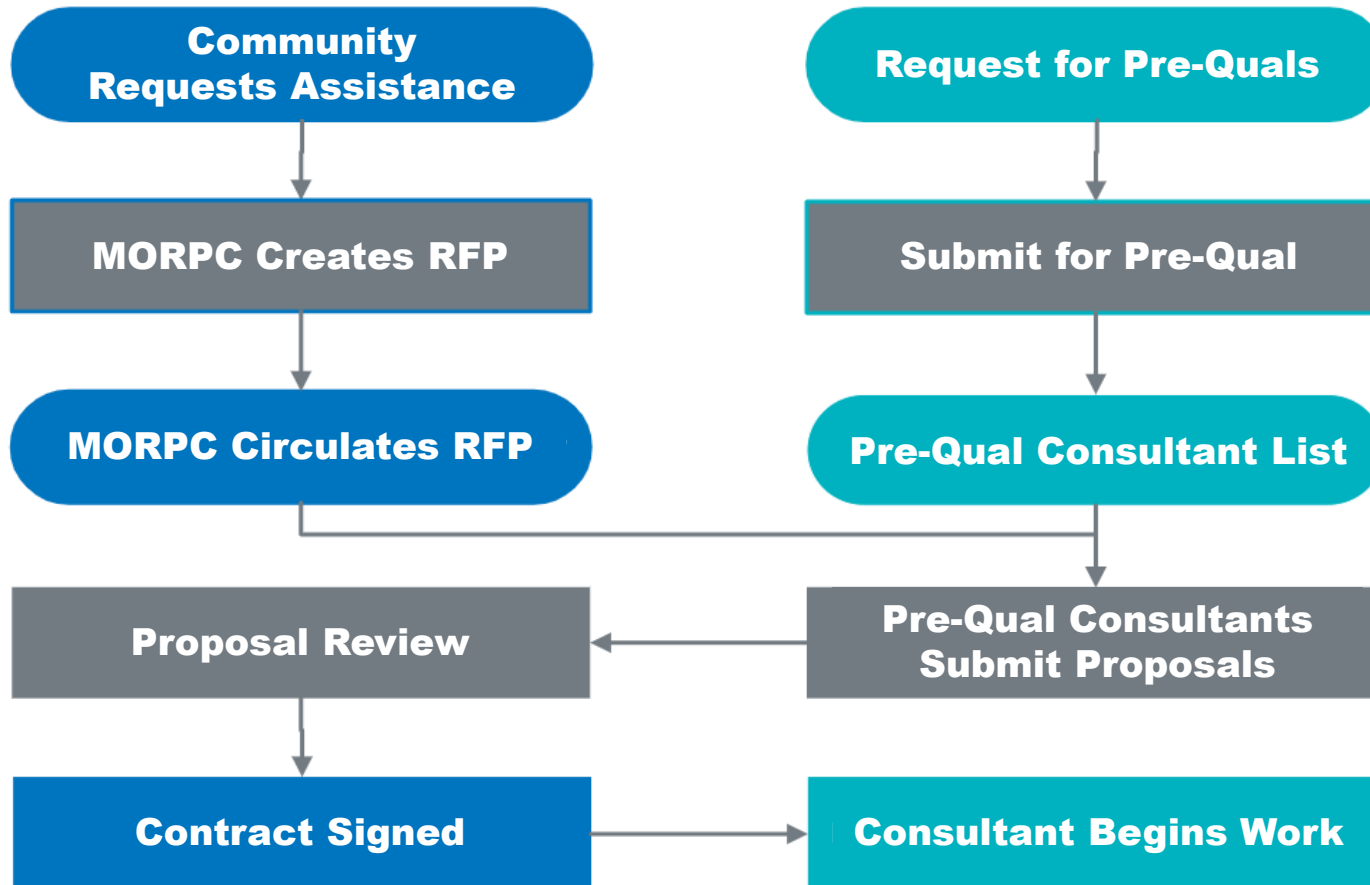 Community
Requests Assistance
Request for Pre-Quals
MORPC Creates RFP
Submit for Pre-Qual
MORPC Circulates RFP
Pre-Qual Consultant List
Proposal Review
Pre-Qual Consultants
Submit Proposals
Contract Signed
Consultant Begins Work